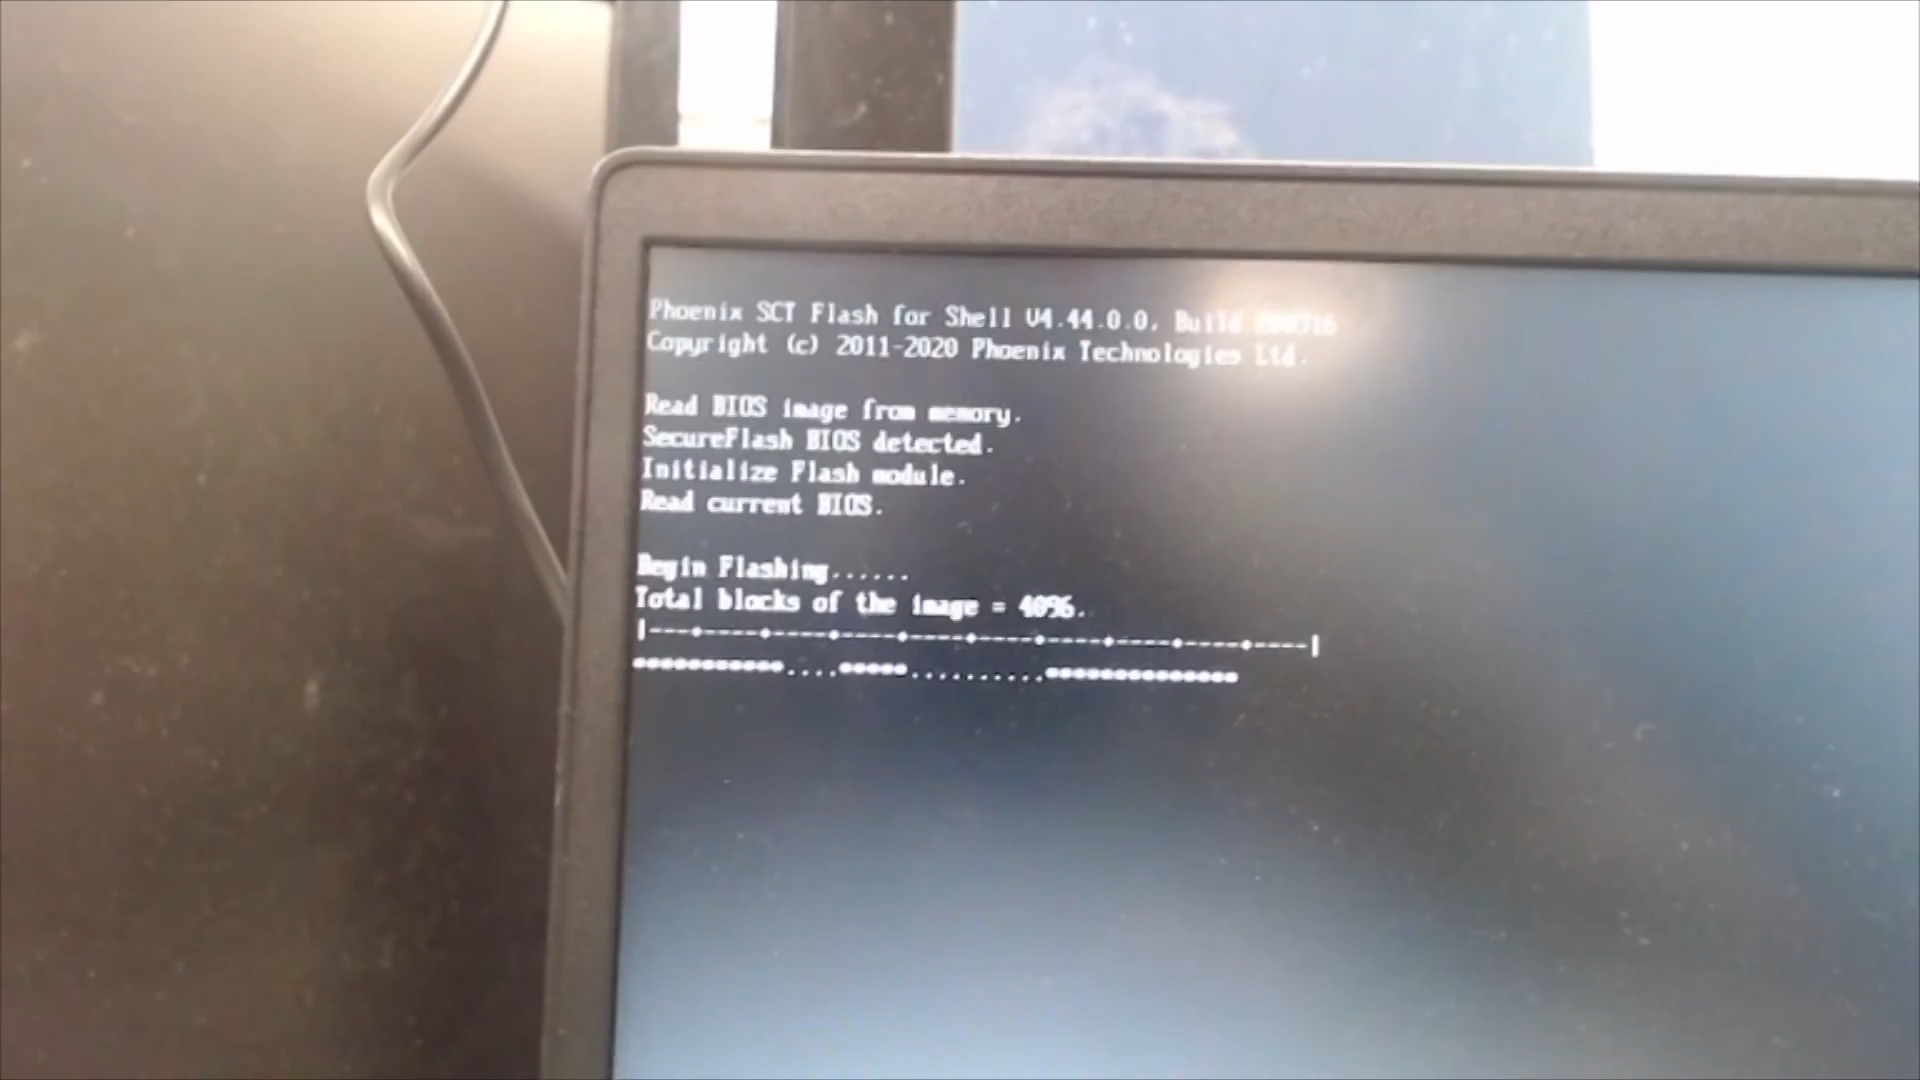 Phoenix SCT Flash for Shell V4.44.0.0, Build
Copyright (c) 2011-2020 Phoenix Technologies Ltd.
Read BIOS image from memory.
SecureFlash BIOS detected.
Initialize Flash module.
Read current BIOS.
Begin Flashing......
Total blocks of the image = 4096.